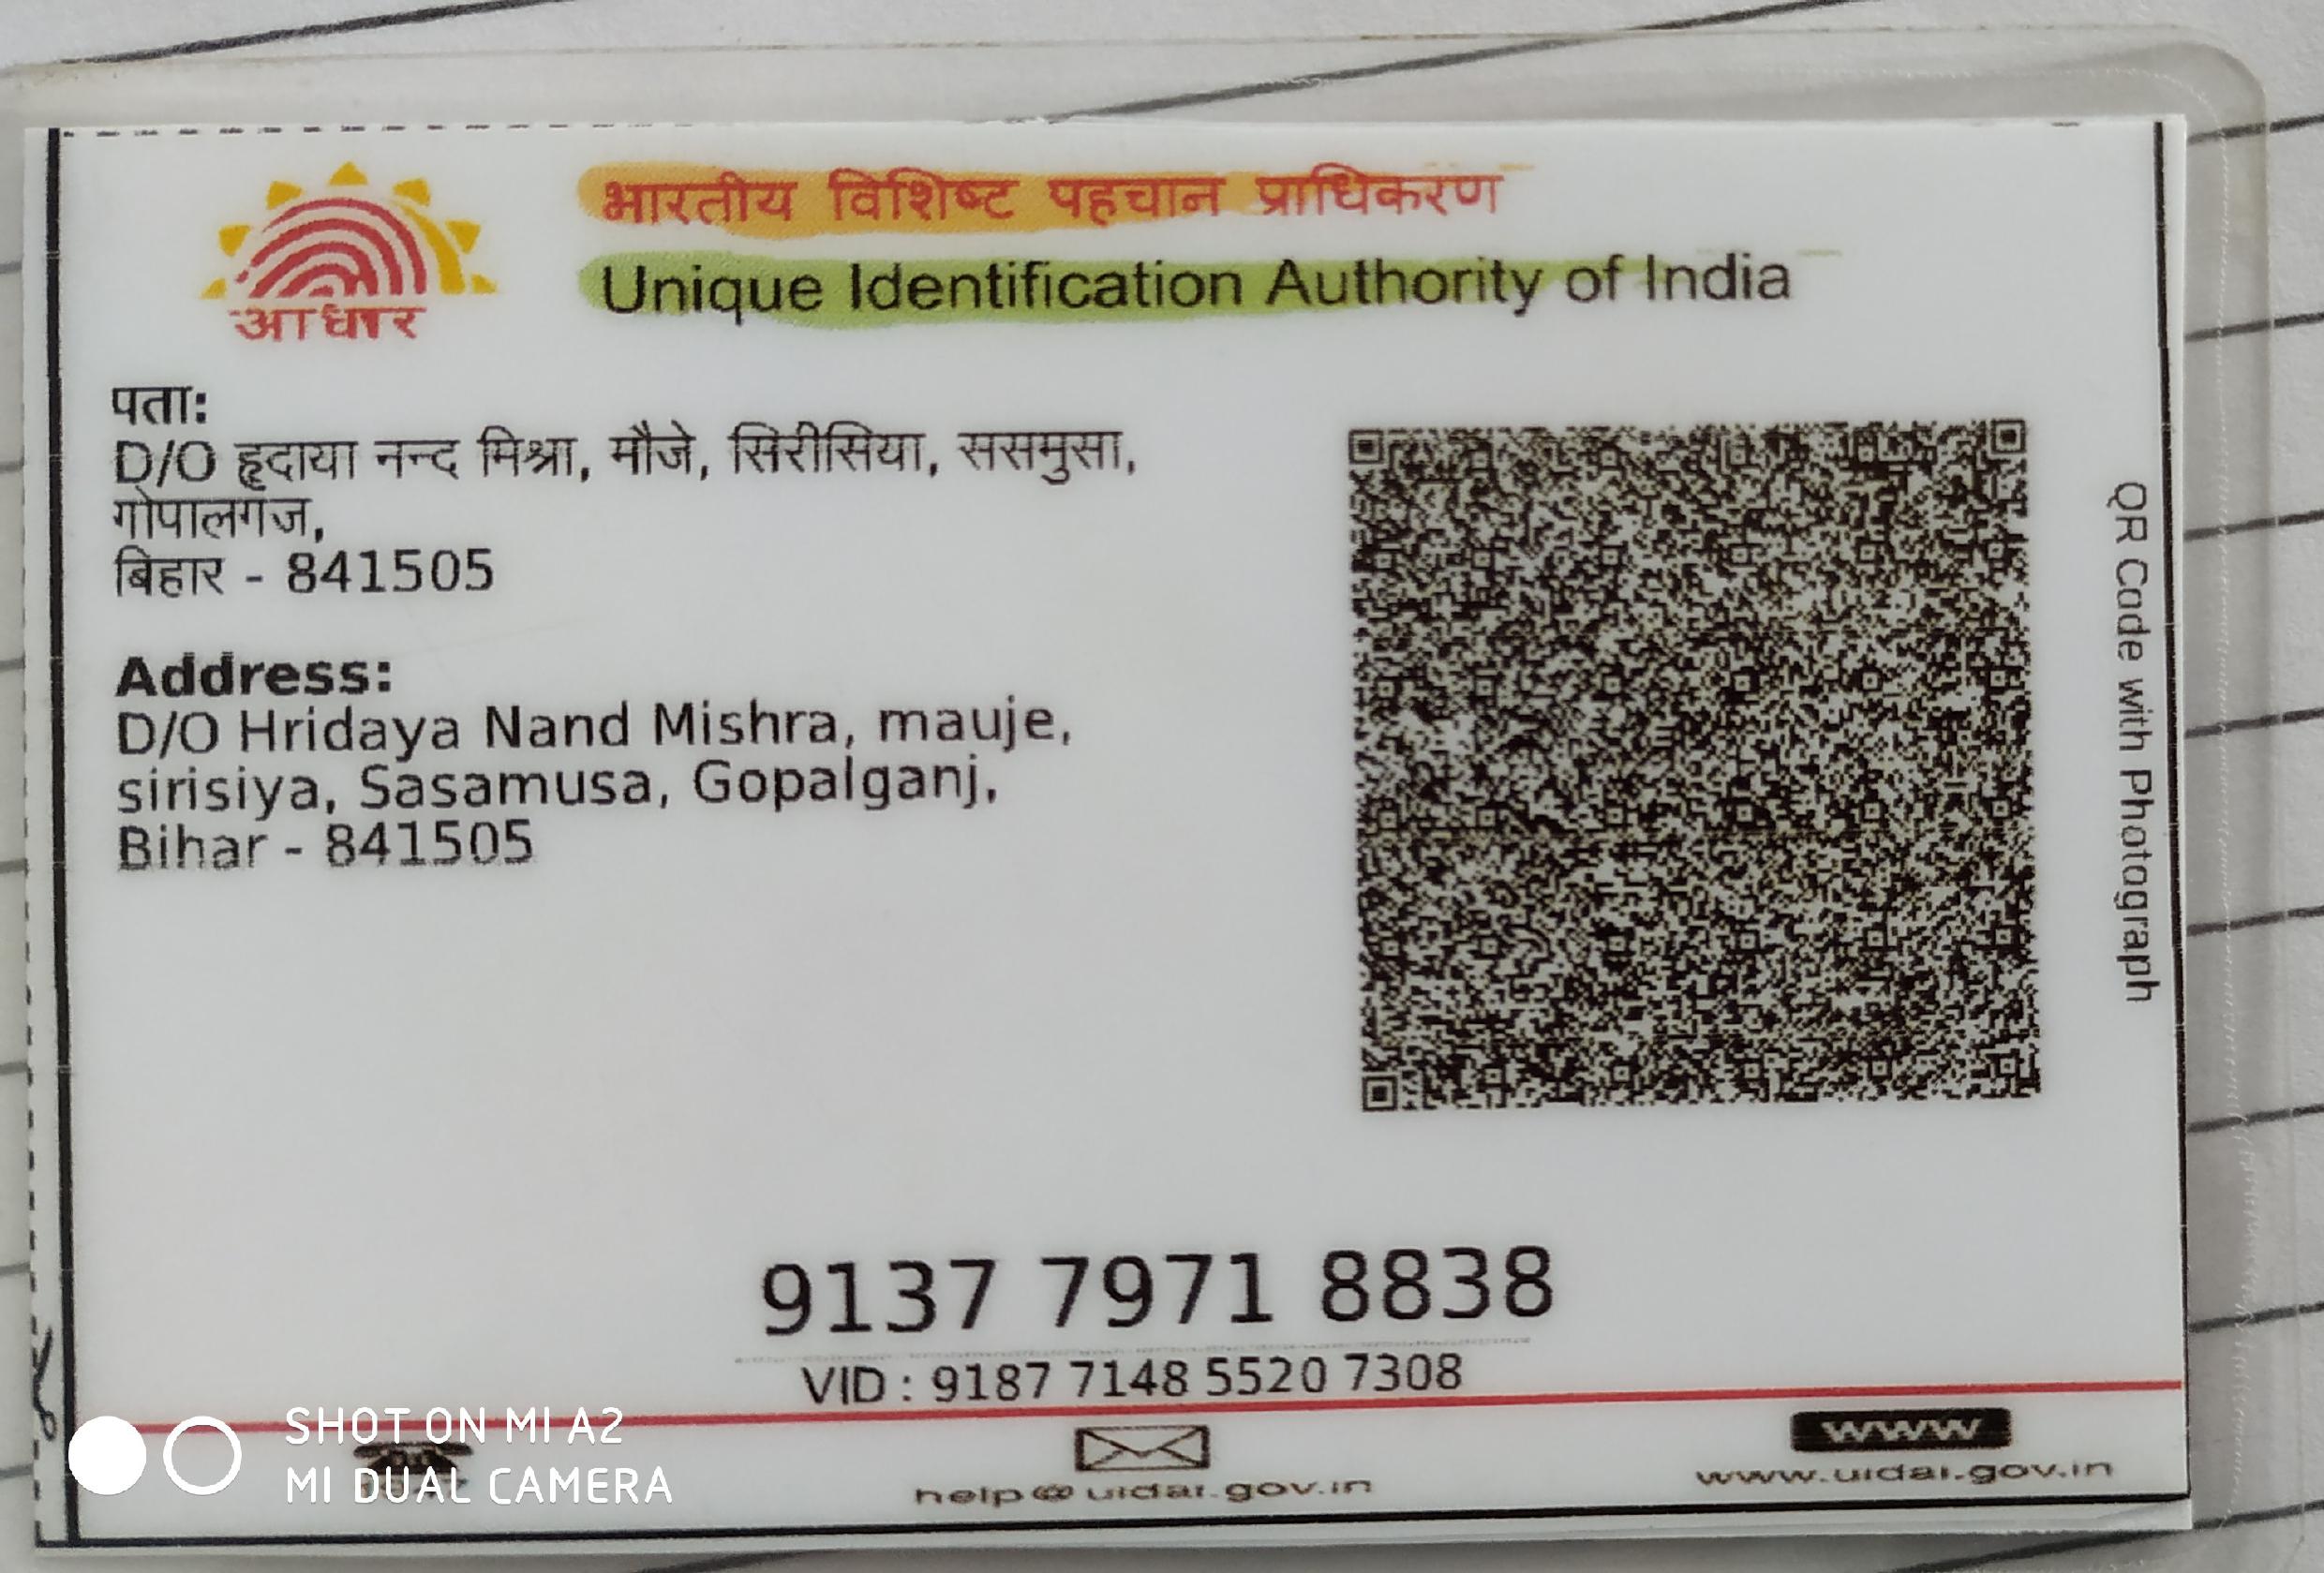 भारतीय विशिष्ट पहचान प्राधिकरण
Unique Identification Authority of India
आधार
पता:
D/O हृदाया नन्द मिश्रा, मौजे, सिरीसिया, ससमुसा,
गोपालगंज,
बिहार - 841505
Address:
D/O Hridaya Nand Mishra, mauje,
sirisiya, Sasamusa, Gopalganj,
Bihar - 841505
QR Code with Photograph
9137 7971 8838
VID : 9187 7148 5520 7308
SHOT ON MI A2
MI DUAL CAMERA
help@uidai.gov.in
www
www.uidai.gov.in